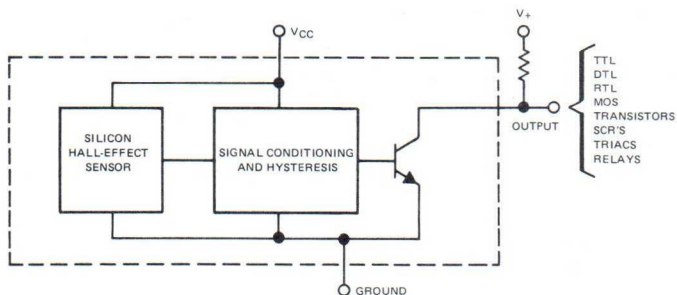 VCC
V+
TTL
DTL
RTL
MOS
TRANSISTORS
SCR'S
TRIACS
RELAYS
OUTPUT
SILICON
HALL-EFFECT
SENSOR
SIGNAL CONDITIONING
AND HYSTERESIS
GROUND